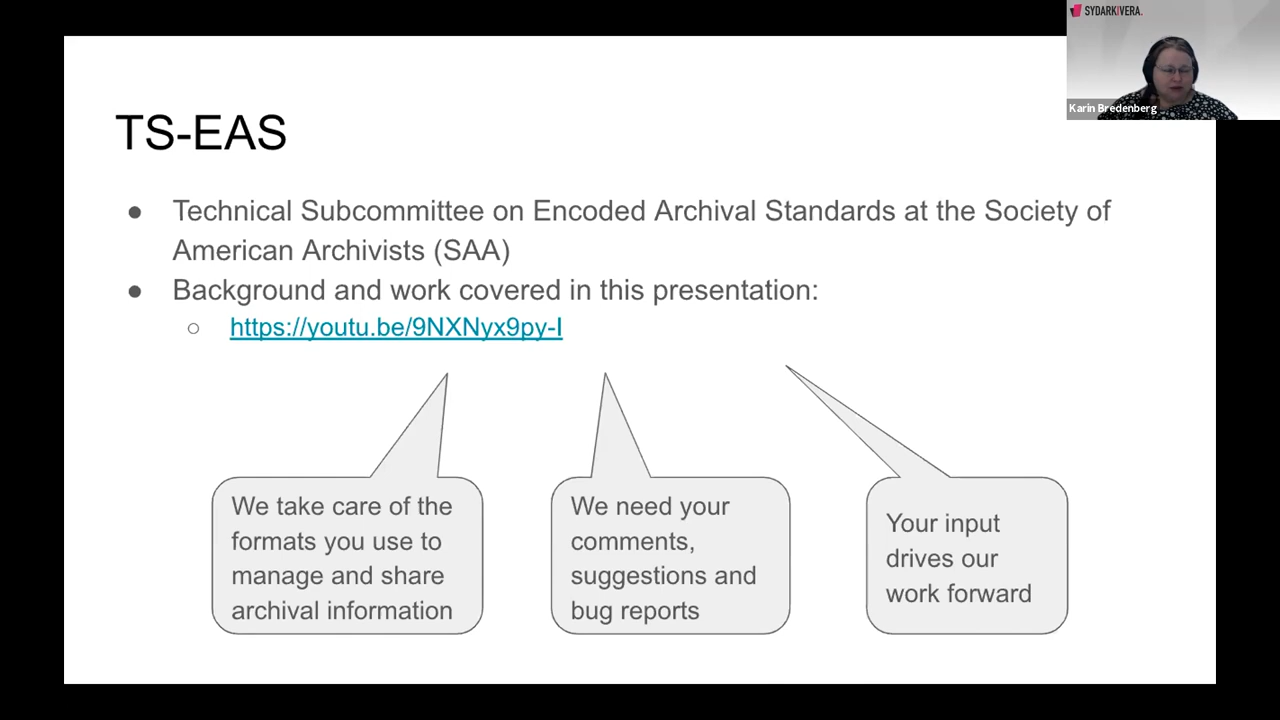 SYDARKIVERA.
Karin Bredenberg
TS-EAS
● Technical Subcommittee on Encoded Archival Standards at the Society of
American Archivists (SAA)
● Background and work covered in this presentation:
○ https://youtu.be/9NXNyx9py-I
We take care of the
formats you use to
manage and share
archival information
We need your
comments,
suggestions and
bug reports
Your input
drives our
work forward